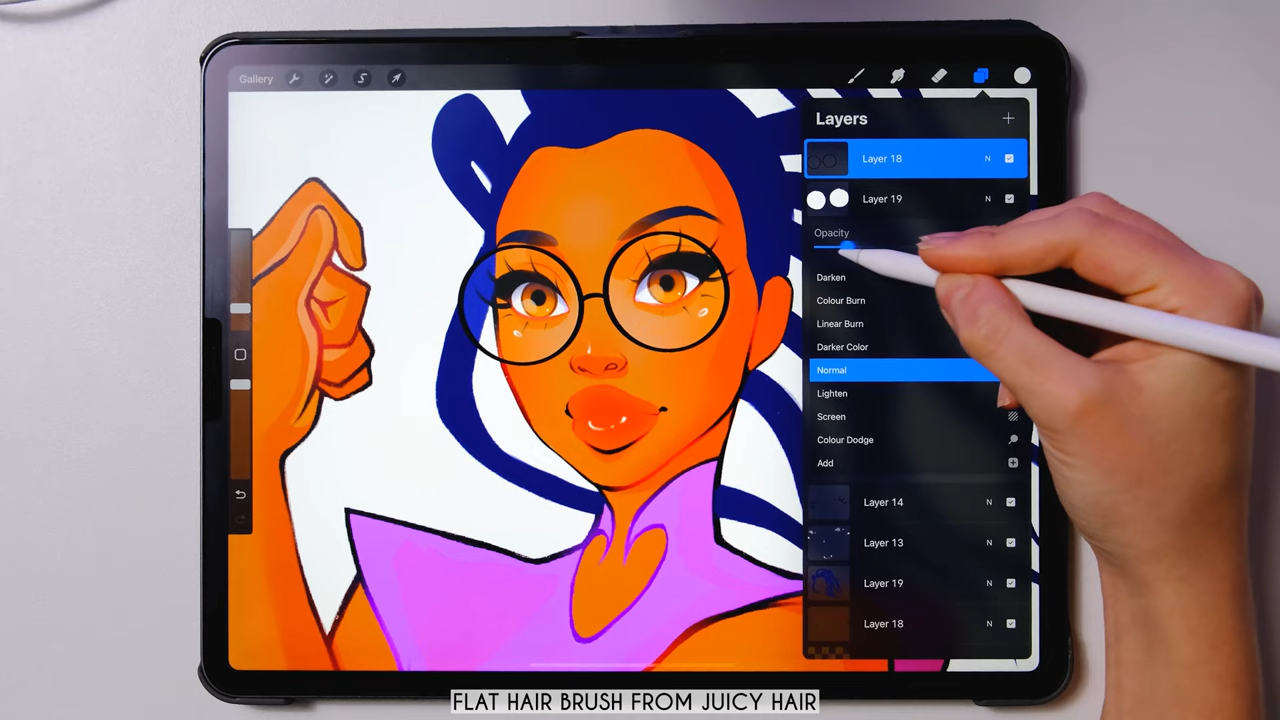 Gallery
Layers
Layer 18 N
Layer 19 N
Opacity
Darken
Colour Burn
Linear Burn
Darker Color
Normal
Lighten
Screen
Colour Dodge
Add
Layer 14 N
Layer 13 N
Layer 19 N
Layer 18 N
FLAT HAIR BRUSH FROM JUICY HAIR